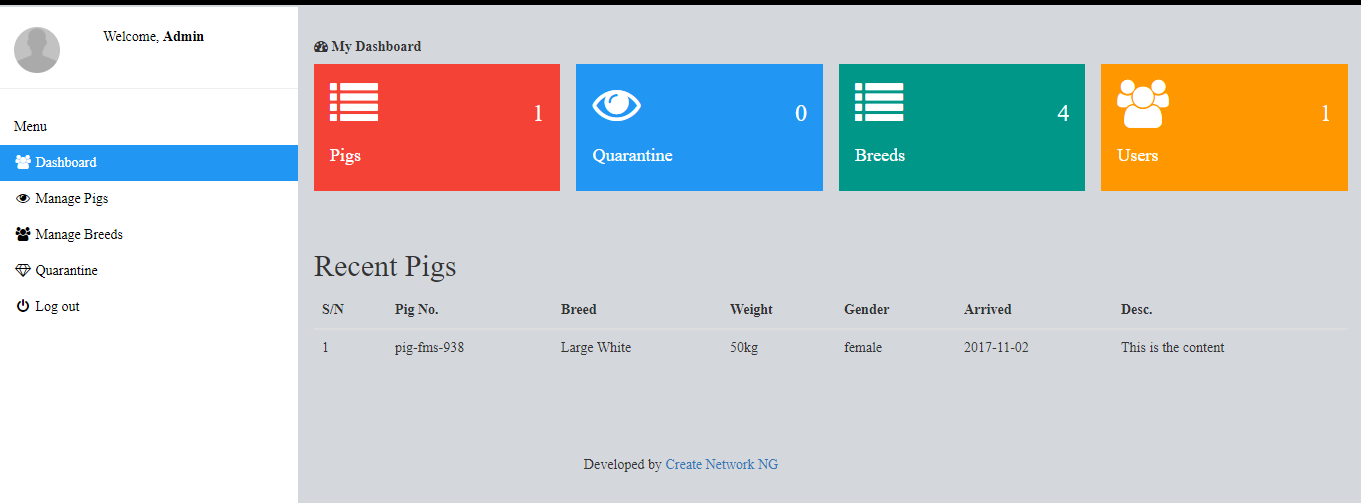 Welcome, Admin
Menu
Dashboard
Manage Pigs
Manage Breeds
Quarantine
Log out
My Dashboard
1
Pigs
0
Quarantine
4
Breeds
1
Users
Recent Pigs
S/N Pig No. Breed Weight Gender Arrived Desc.
1 pig-fms-938 Large White 50kg female 2017-11-02 This is the content
Developed by Create Network NG